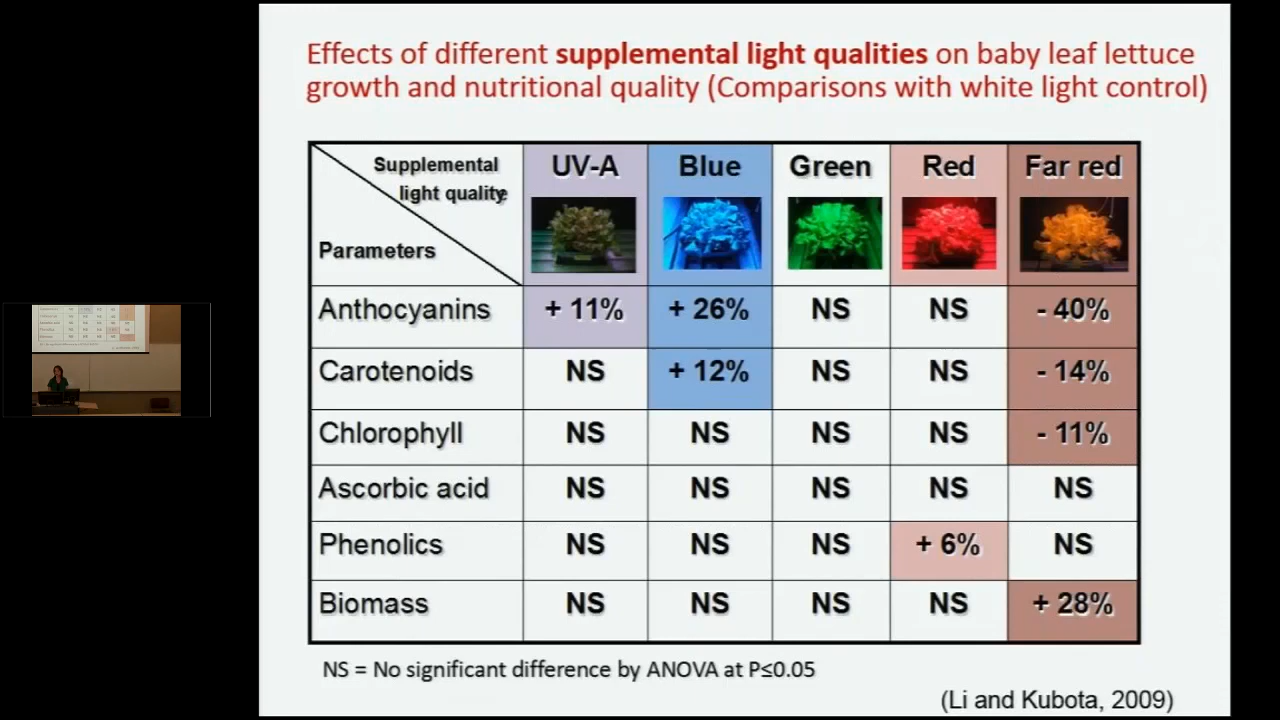 Effects of different supplemental light qualities on baby leaf lettuce
growth and nutritional quality (Comparisons with white light control)
Supplemental
light quality
Parameters
UV-A Blue Green Red Far red
Anthocyanins + 11% + 26% NS NS - 40%
Carotenoids NS + 12% NS NS - 14%
Chlorophyll NS NS NS NS - 11%
Ascorbic acid NS NS NS NS NS
Phenolics NS NS NS + 6% NS
Biomass NS NS NS NS + 28%
NS = No significant difference by ANOVA at P≤0.05
(Li and Kubota, 2009)